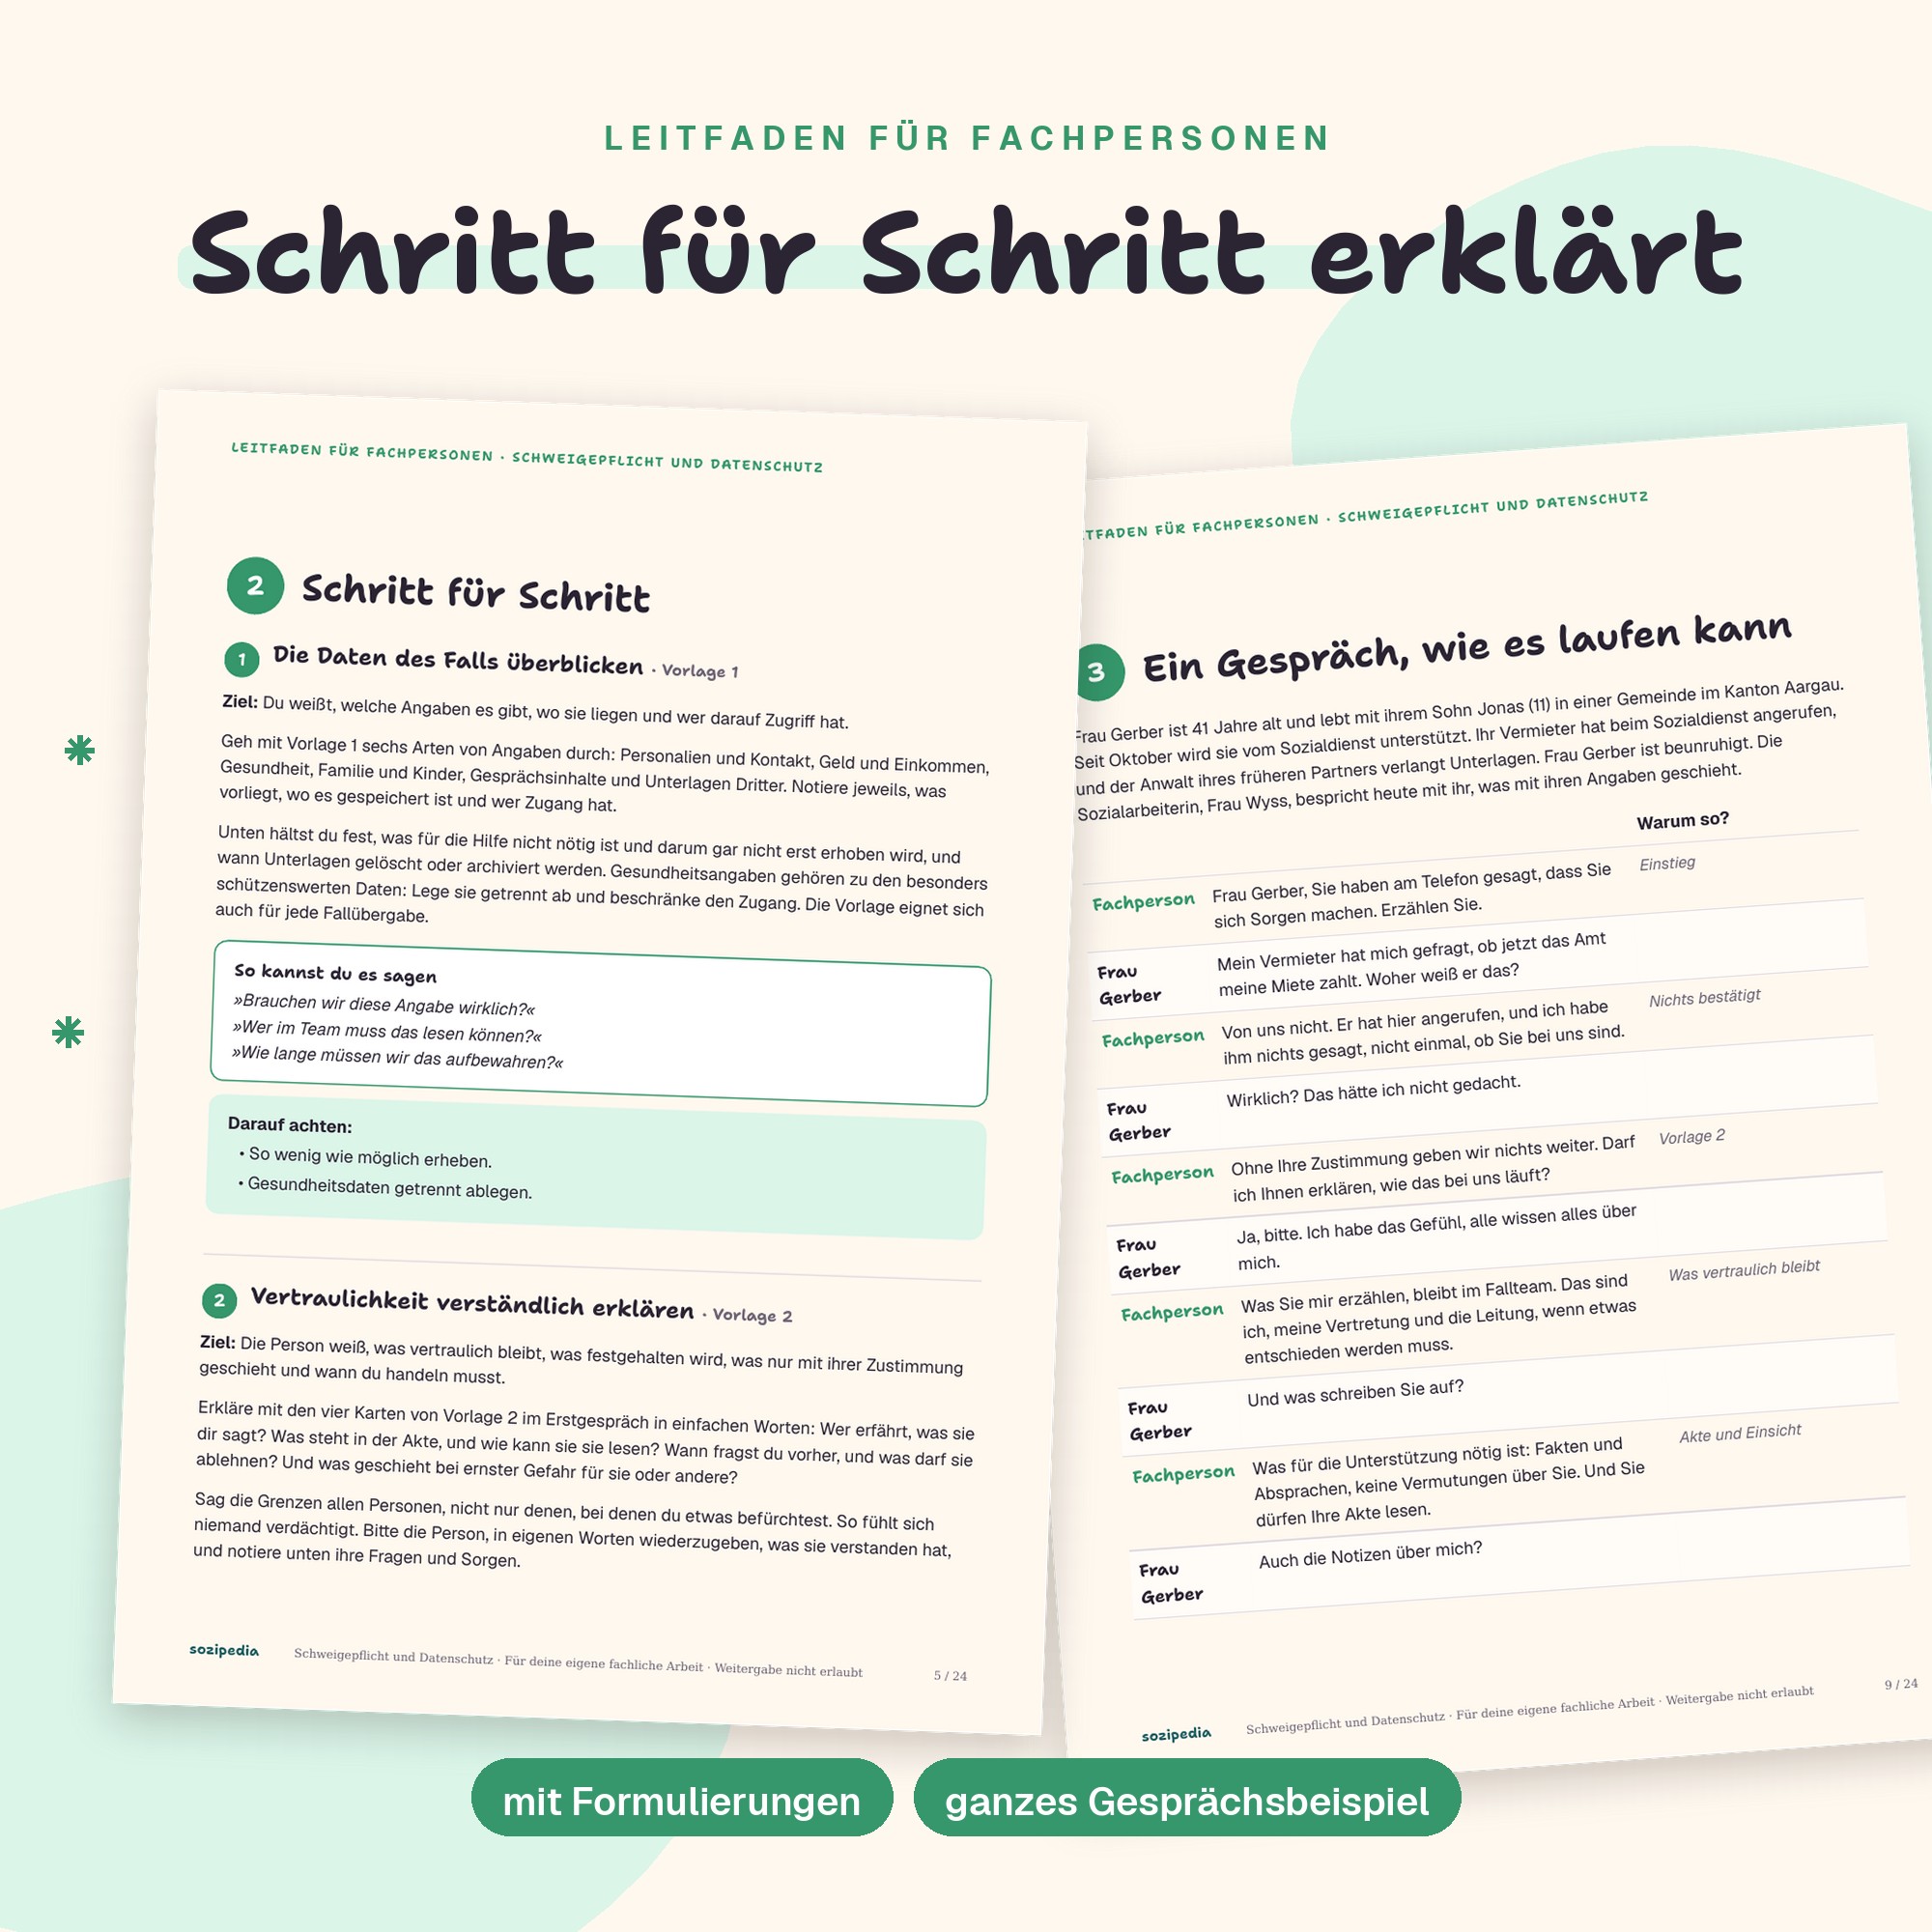 LEITFADEN FÜR FACHPERSONEN
Schritt für Schritt erklärt
LEITFADEN FÜR FACHPERSONEN · SCHWEIGEPFLICHT UND DATENSCHUTZ
2 Schritt für Schritt
1 Die Daten des Falls überblicken · Vorlage 1
Ziel: Du weißt, welche Angaben es gibt, wo sie liegen und wer darauf Zugriff hat.
Geh mit Vorlage 1 sechs Arten von Angaben durch: Personalien und Kontakt, Geld und Einkommen,
Gesundheit, Familie und Kinder, Gesprächsinhalte und Unterlagen Dritter. Notiere jeweils, was
vorliegt, wo es gespeichert ist und wer Zugang hat.
Unten hältst du fest, was für die Hilfe nicht nötig ist und darum gar nicht erst erhoben wird, und
wann Unterlagen gelöscht oder archiviert werden. Gesundheitsangaben gehören zu den besonders
schützenswerten Daten: Lege sie getrennt ab und beschränke den Zugang. Die Vorlage eignet sich
auch für jede Fallübergabe.
So kannst du es sagen
»Brauchen wir diese Angabe wirklich?«
»Wer im Team muss das lesen können?«
»Wie lange müssen wir das aufbewahren?«
Darauf achten:
• So wenig wie möglich erheben.
• Gesundheitsdaten getrennt ablegen.
2 Vertraulichkeit verständlich erklären · Vorlage 2
Ziel: Die Person weiß, was vertraulich bleibt, was festgehalten wird, was nur mit ihrer Zustimmung
geschieht und wann du handeln musst.
Erkläre mit den vier Karten von Vorlage 2 im Erstgespräch in einfachen Worten: Wer erfährt, was sie
dir sagt? Was steht in der Akte, und wie kann sie sie lesen? Wann fragst du vorher, und was darf sie
ablehnen? Und was geschieht bei ernster Gefahr für sie oder andere?
Sag die Grenzen allen Personen, nicht nur denen, bei denen du etwas befürchtest. So fühlt sich
niemand verdächtigt. Bitte die Person, in eigenen Worten wiederzugeben, was sie verstanden hat,
und notiere unten ihre Fragen und Sorgen.
sozipedia Schweigepflicht und Datenschutz · Für deine eigene fachliche Arbeit · Weitergabe nicht erlaubt 5 / 24
ITFADEN FÜR FACHPERSONEN · SCHWEIGEPFLICHT UND DATENSCHUTZ
3 Ein Gespräch, wie es laufen kann
Frau Gerber ist 41 Jahre alt und lebt mit ihrem Sohn Jonas (11) in einer Gemeinde im Kanton Aargau.
Seit Oktober wird sie vom Sozialdienst unterstützt. Ihr Vermieter hat beim Sozialdienst angerufen,
und der Anwalt ihres früheren Partners verlangt Unterlagen. Frau Gerber ist beunruhigt. Die
Sozialarbeiterin, Frau Wyss, bespricht heute mit ihr, was mit ihren Angaben geschieht.
Warum so?
Fachperson Frau Gerber, Sie haben am Telefon gesagt, dass Sie Einstieg
sich Sorgen machen. Erzählen Sie.
Frau Mein Vermieter hat mich gefragt, ob jetzt das Amt
Gerber meine Miete zahlt. Woher weiß er das?
Fachperson Von uns nicht. Er hat hier angerufen, und ich habe Nichts bestätigt
ihm nichts gesagt, nicht einmal, ob Sie bei uns sind.
Frau Wirklich? Das hätte ich nicht gedacht.
Gerber
Fachperson Ohne Ihre Zustimmung geben wir nichts weiter. Darf Vorlage 2
ich Ihnen erklären, wie das bei uns läuft?
Frau Ja, bitte. Ich habe das Gefühl, alle wissen alles über
Gerber mich.
Fachperson Was Sie mir erzählen, bleibt im Fallteam. Das sind Was vertraulich bleibt
ich, meine Vertretung und die Leitung, wenn etwas
entschieden werden muss.
Frau Und was schreiben Sie auf?
Gerber
Fachperson Was für die Unterstützung nötig ist: Fakten und Akte und Einsicht
Absprachen, keine Vermutungen über Sie. Und Sie
dürfen Ihre Akte lesen.
Frau Auch die Notizen über mich?
Gerber
sozipedia Schweigepflicht und Datenschutz · Für deine eigene fachliche Arbeit · Weitergabe nicht erlaubt 9 / 24
mit Formulierungen ganzes Gesprächsbeispiel